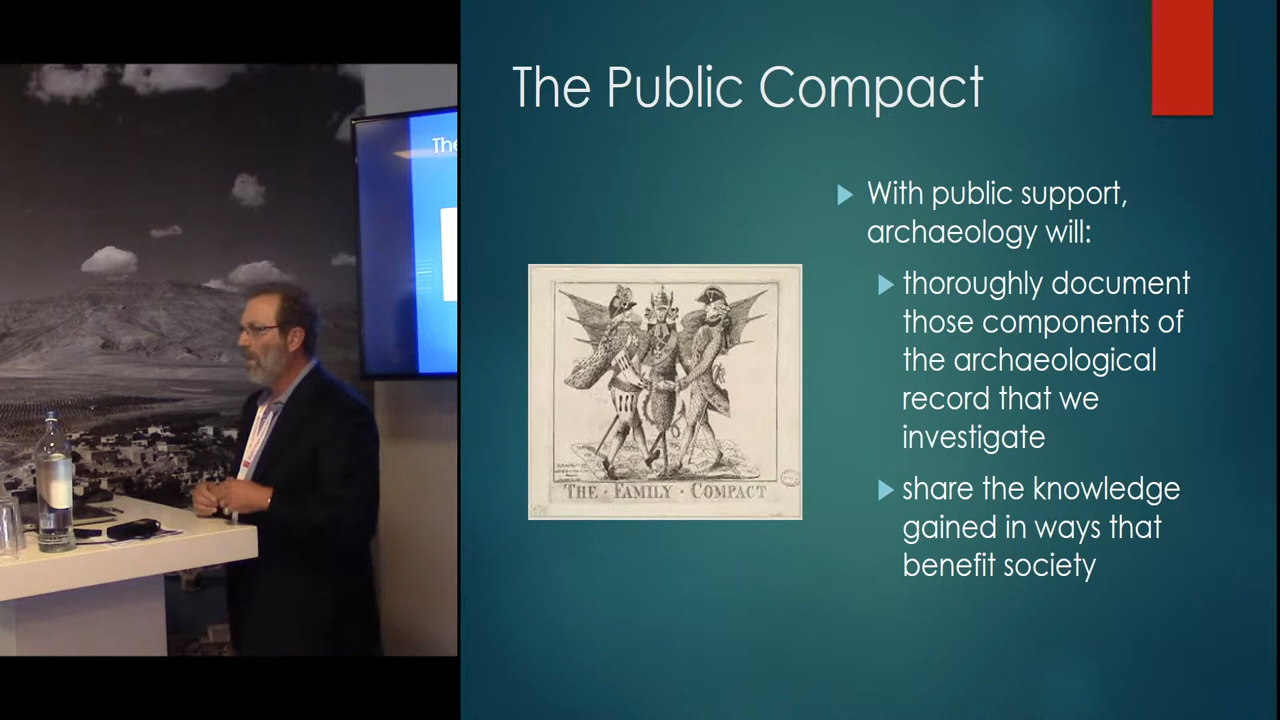 The Public Compact
With public support,
archaeology will:
thoroughly document
those components of
the archaeological
record that we
investigate
share the knowledge
gained in ways that
benefit society
THE · FAMILY · COMPACT
The